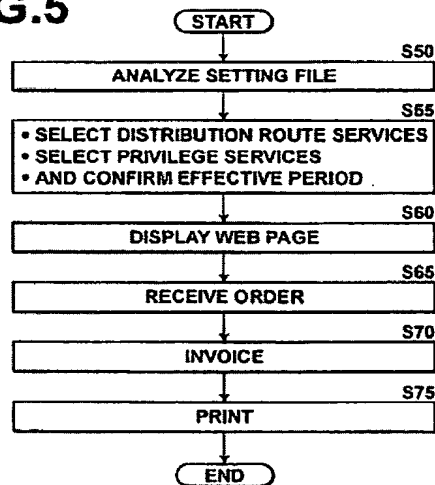 G.5
START
S50
ANALYZE SETTING FILE
S55
• SELECT DISTRIBUTION ROUTE SERVICES
• SELECT PRIVILEGE SERVICES
• AND CONFIRM EFFECTIVE PERIOD
S60
DISPLAY WEB PAGE
S65
RECEIVE ORDER
S70
INVOICE
S75
PRINT
END